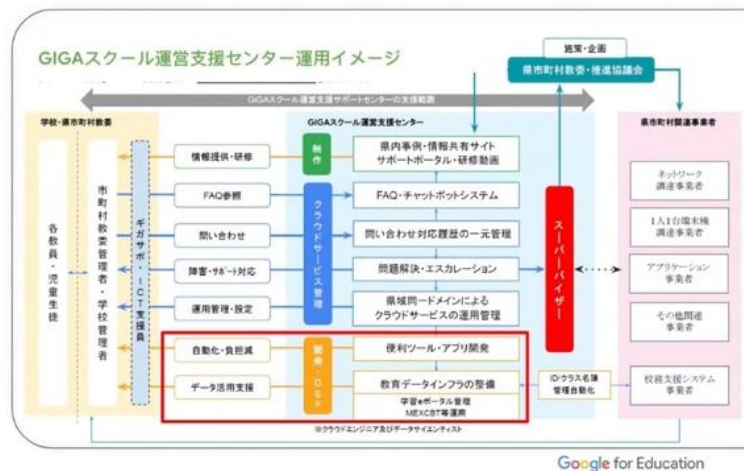 GIGAスクール運営支援センター運用イメージ
施策・企画
県市町村教委・推進協議会
GIGAスクール運営支援サポートセンターの支援範囲
学校・県市町村教委
GIGAスクール運営支援センター
県市町村関連事業者
各教員・児童生徒
市町村教委管理者・学校管理者
ギガサポ・ICT支援員
情報提供・研修
制作
県内事例・情報共有サイト
サポートポータル・研修動画
FAQ参照
クラウドサービス管理
FAQ・チャットボットシステム
問い合わせ
問い合わせ対応履歴の一元管理
障害・サポート対応
問題解決・エスカレーション
運用管理・設定
県域同一ドメインによる
クラウドサービスの運用管理
自動化・負担減
開発・DS※
便利ツール・アプリ開発
データ活用支援
教育データインフラの整備
学習eポータル管理
MEXCBT等運用
スーパーバイザー
ID/クラス名簿
管理自動化
ネットワーク
調達事業者
1人1台端末機
調達事業者
アプリケーション
事業者
その他関連
事業者
校務支援システム
事業者
※クラウドエンジニア及びデータサイエンティスト
Google for Education